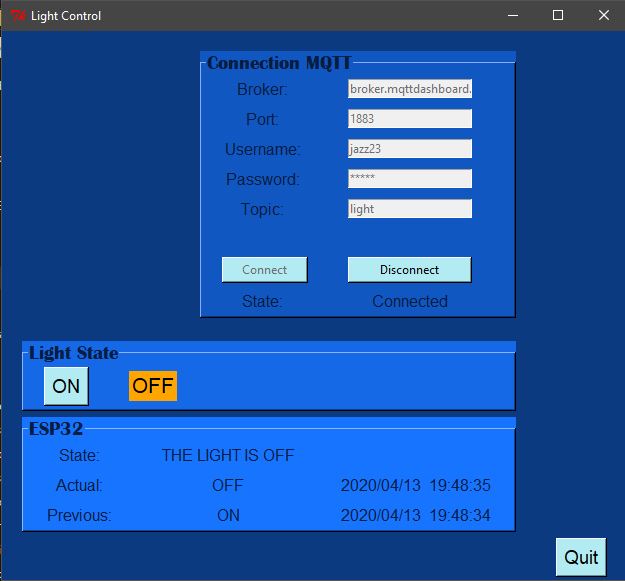 Light Control
Connection MQTT
Broker: broker.mqttdashboard.
Port: 1883
Username: jazz23
Password: *****
Topic: light
Connect Disconnect
State: Connected
Light State
ON OFF
ESP32
State: THE LIGHT IS OFF
Actual: OFF 2020/04/13 19:48:35
Previous: ON 2020/04/13 19:48:34
Quit